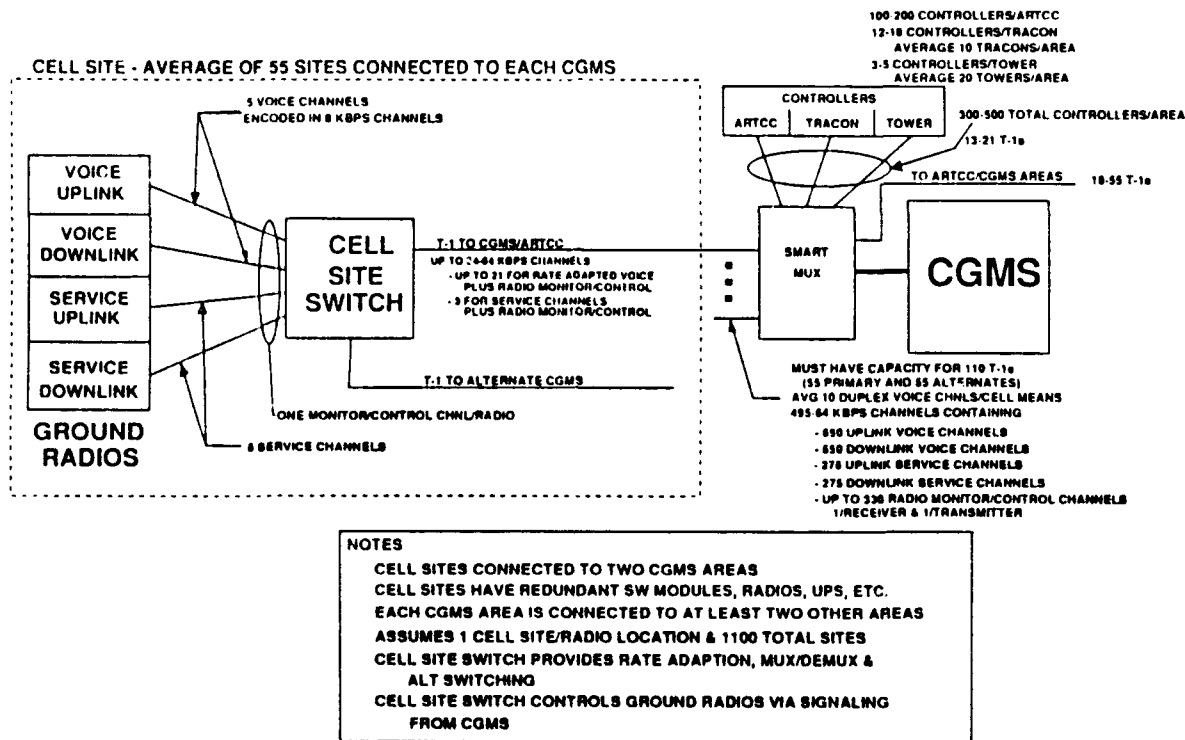 100-200 CONTROLLERS/ARTCC
12-18 CONTROLLERS/TRACON
AVERAGE 10 TRACONS/AREA
3-5 CONTROLLERS/TOWER
AVERAGE 20 TOWERS/AREA
CELL SITE - AVERAGE OF 55 SITES CONNECTED TO EACH CGMS
5 VOICE CHANNELS
ENCODED IN 8 KBPS CHANNELS
CONTROLLERS
ARTCC
TRACON
TOWER
300-500 TOTAL CONTROLLERS/AREA
13-21 T-1s
TO ARTCC/CGMS AREAS
18-55 T-1s
VOICE
UPLINK
VOICE
DOWNLINK
SERVICE
UPLINK
SERVICE
DOWNLINK
GROUND
RADIOS
CELL
SITE
SWITCH
T-1 TO CGMS/ARTCC
UP TO 24-64 KBPS CHANNELS
- UP TO 21 FOR RATE ADAPTED VOICE
PLUS RADIO MONITOR/CONTROL
- 3 FOR SERVICE CHANNELS
PLUS RADIO MONITOR/CONTROL
SMART
MUX
CGMS
T-1 TO ALTERNATE CGMS
ONE MONITOR/CONTROL CHNL/RADIO
5 SERVICE CHANNELS
MUST HAVE CAPACITY FOR 110 T-1s
(55 PRIMARY AND 55 ALTERNATES)
AVG 10 DUPLEX VOICE CHNLS/CELL MEANS
495-64 KBPS CHANNELS CONTAINING
- 550 UPLINK VOICE CHANNELS
- 550 DOWNLINK VOICE CHANNELS
- 275 UPLINK SERVICE CHANNELS
- 275 DOWNLINK SERVICE CHANNELS
- UP TO 330 RADIO MONITOR/CONTROL CHANNELS
1/RECEIVER & 1/TRANSMITTER
NOTES
CELL SITES CONNECTED TO TWO CGMS AREAS
CELL SITES HAVE REDUNDANT SW MODULES, RADIOS, UPS, ETC.
EACH CGMS AREA IS CONNECTED TO AT LEAST TWO OTHER AREAS
ASSUMES 1 CELL SITE/RADIO LOCATION & 1100 TOTAL SITES
CELL SITE SWITCH PROVIDES RATE ADAPTION, MUX/DEMUX &
ALT SWITCHING
CELL SITE SWITCH CONTROLS GROUND RADIOS VIA SIGNALING
FROM CGMS